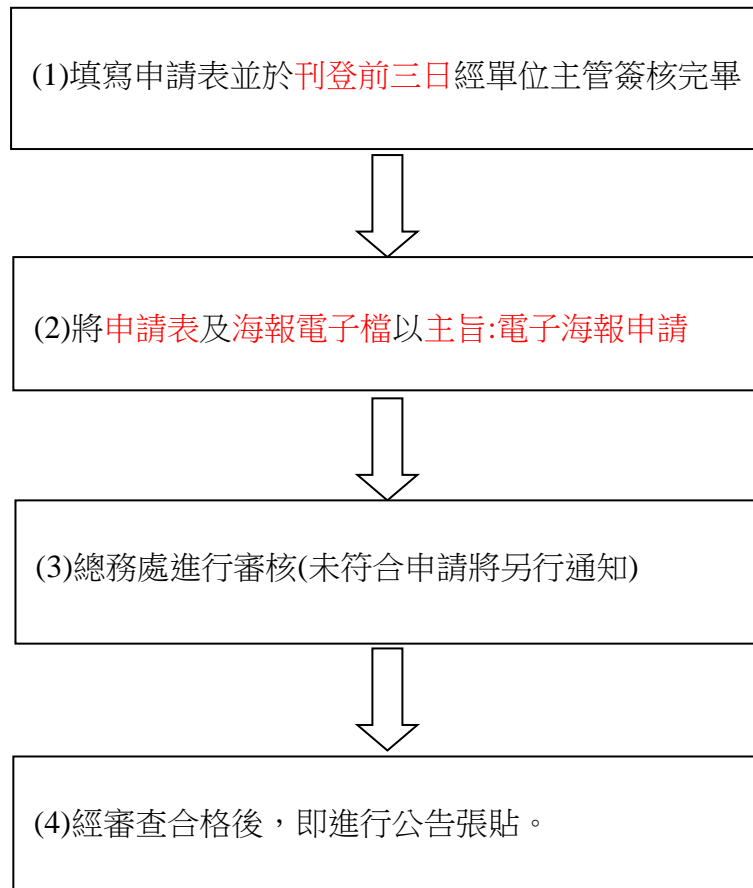 (1)填寫申請表並於刊登前三日經單位主管簽核完畢
(2)將申請表及海報電子檔以主旨:電子海報申請
(3)總務處進行審核(未符合申請將另行通知)
(4)經審查合格後，即進行公告張貼。